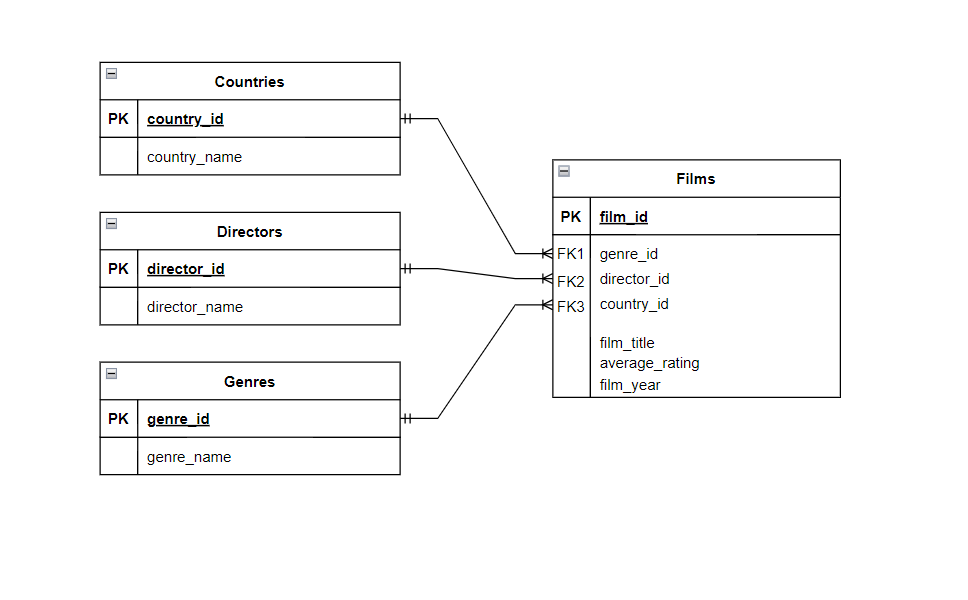 Countries
PK country_id
country_name
Directors
PK director_id
director_name
Genres
PK genre_id
genre_name
Films
PK film_id
FK1 genre_id
FK2 director_id
FK3 country_id
film_title
average_rating
film_year